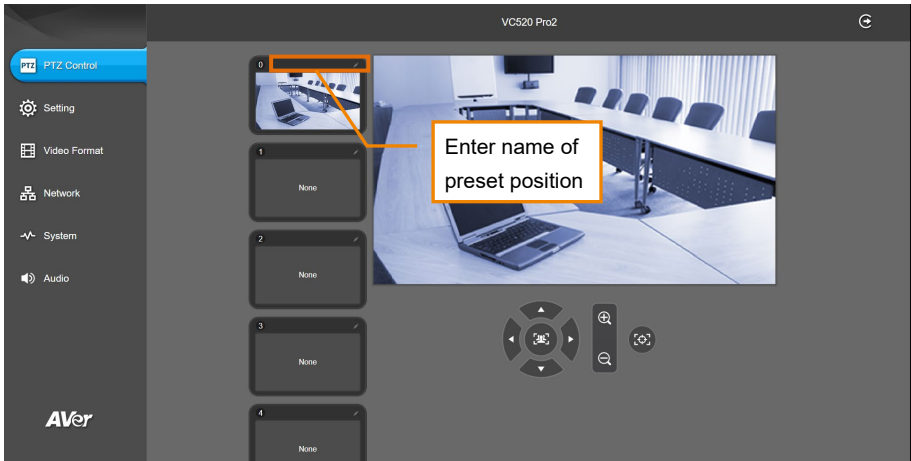 VC520 Pro2
PTZ PTZ Control
Setting
Video Format
Network
System
Audio
AVer
0
1
None
2
None
3
None
4
None
Enter name of
preset position